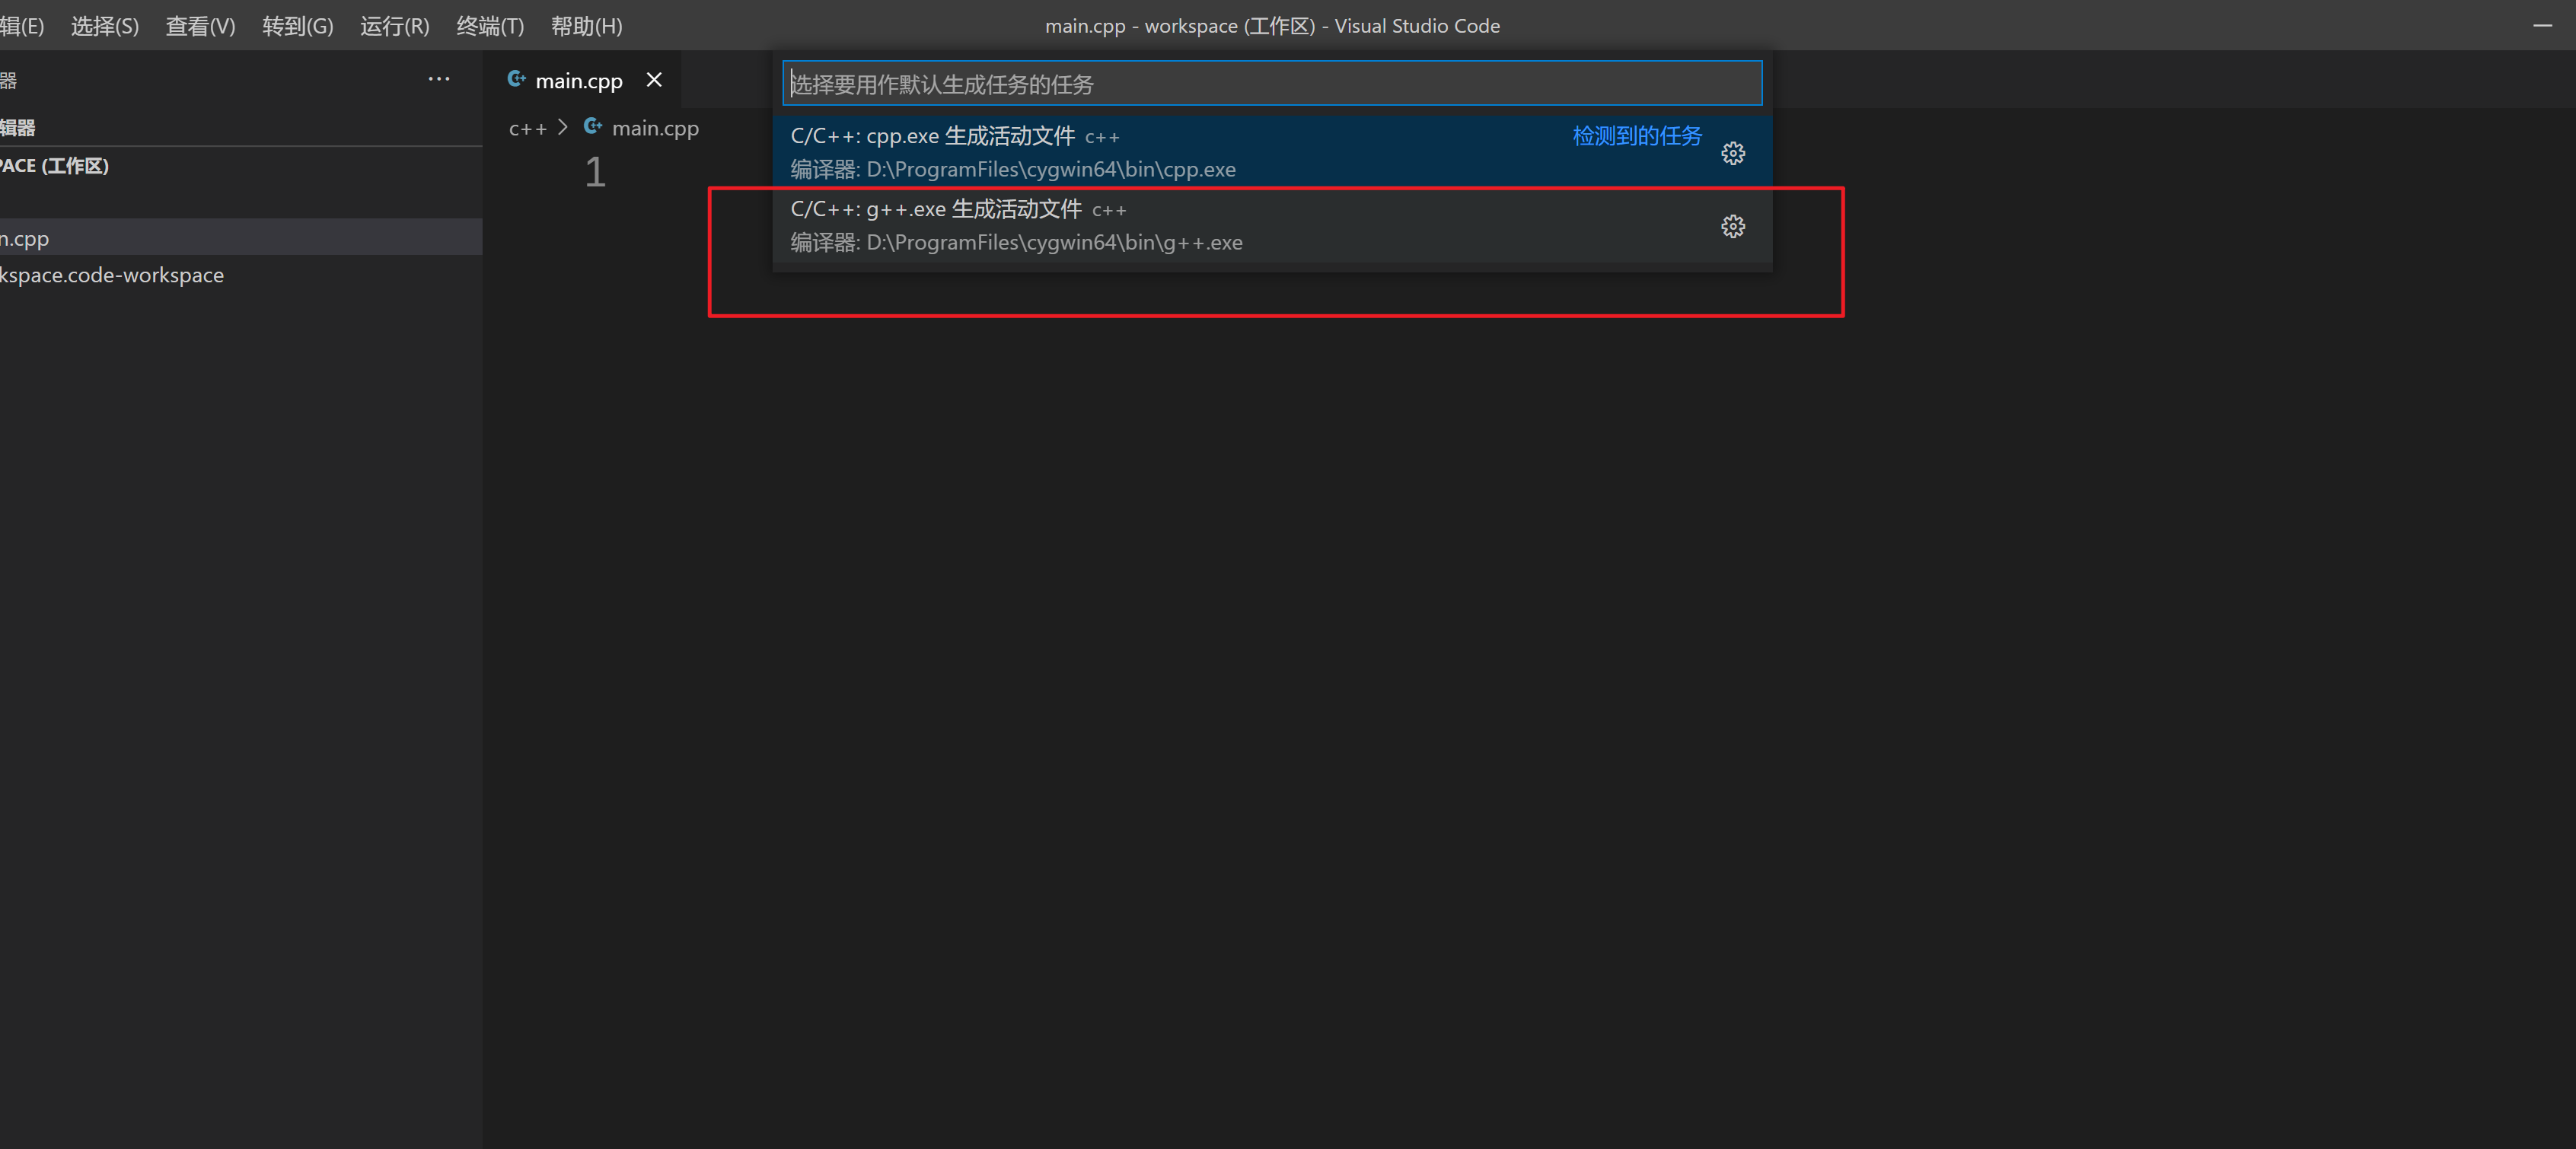 辑(E) 选择(S) 查看(V) 转到(G) 运行(R) 终端(T) 帮助(H) main.cpp - workspace (工作区) - Visual Studio Code
器 ···
辑器
PACE (工作区)
n.cpp
kspace.code-workspace
main.cpp
c++ > main.cpp
1
选择要用作默认生成任务的任务
C/C++: cpp.exe 生成活动文件 c++ 检测到的任务
编译器: D:\ProgramFiles\cygwin64\bin\cpp.exe
C/C++: g++.exe 生成活动文件 c++
编译器: D:\ProgramFiles\cygwin64\bin\g++.exe